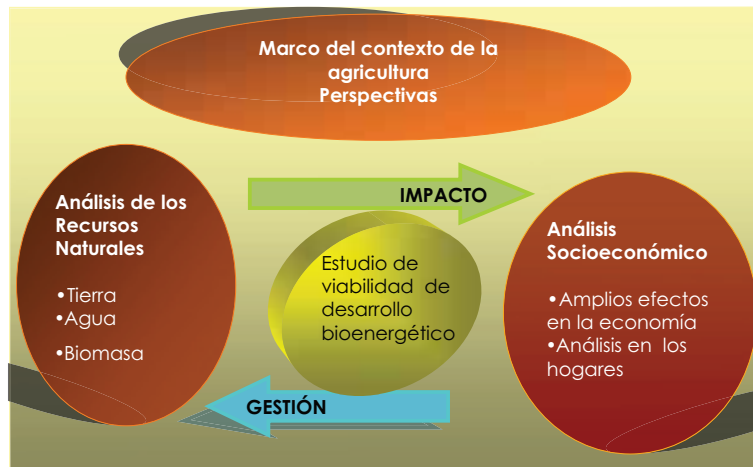 Marco del contexto de la
agricultura
Perspectivas
Análisis de los
Recursos
Naturales
•Tierra
•Agua
•Biomasa
IMPACTO
Estudio de
viabilidad de
desarrollo
bioenergético
GESTIÓN
Análisis
Socioeconómico
•Amplios efectos
en la economía
•Análisis en los
hogares